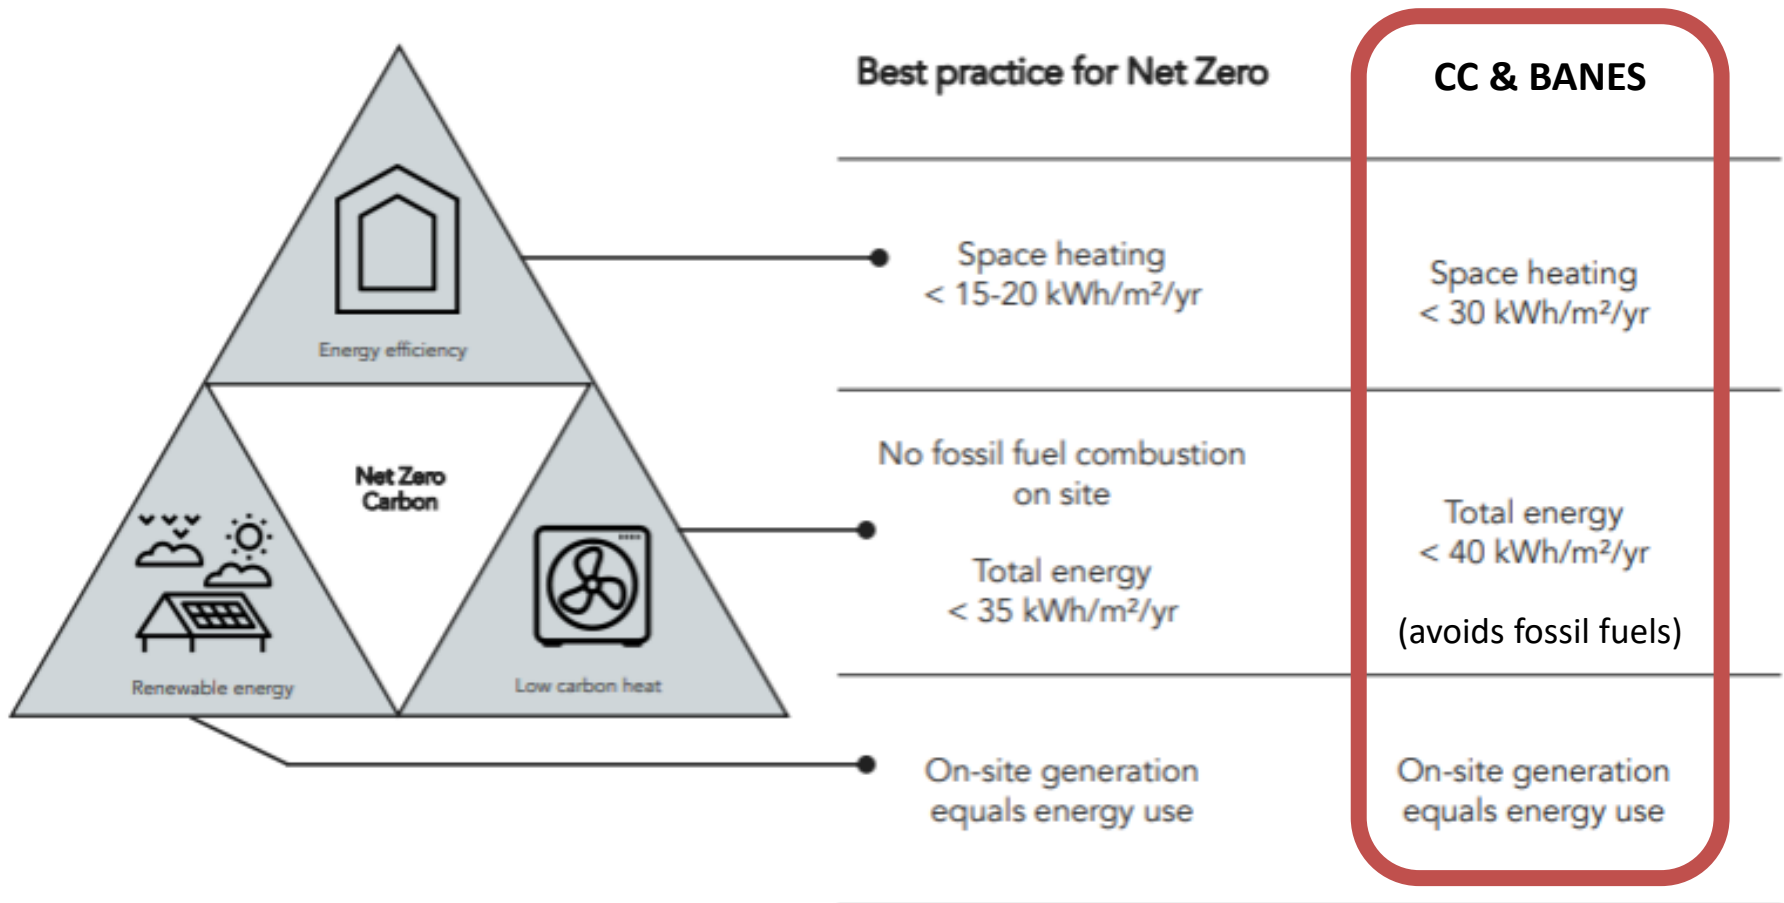 Best practice for Net Zero
CC & BANES
Energy efficiency
Space heating
< 15-20 kWh/m²/yr
Space heating
< 30 kWh/m²/yr
Net Zero
Carbon
Renewable energy
Low carbon heat
No fossil fuel combustion
on site
Total energy
< 35 kWh/m²/yr
Total energy
< 40 kWh/m²/yr
(avoids fossil fuels)
On-site generation
equals energy use
On-site generation
equals energy use